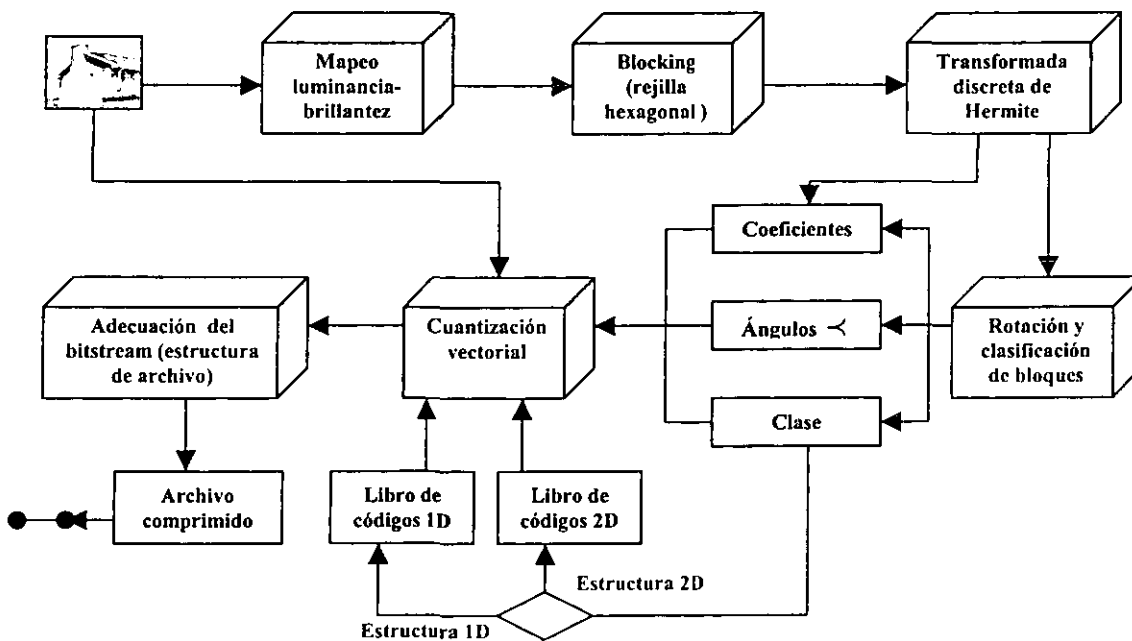 Mapeo
luminancia-
brillantez
Blocking
(rejilla
hexagonal )
Transformada
discreta de
Hermite
Coeficientes
Adecuación del
bitstream (estructura
de archivo)
Cuantización
vectorial
Ángulos
Rotación y
clasificación
de bloques
Clase
Archivo
comprimido
Libro de
códigos 1D
Libro de
códigos 2D
Estructura 2D
Estructura 1D